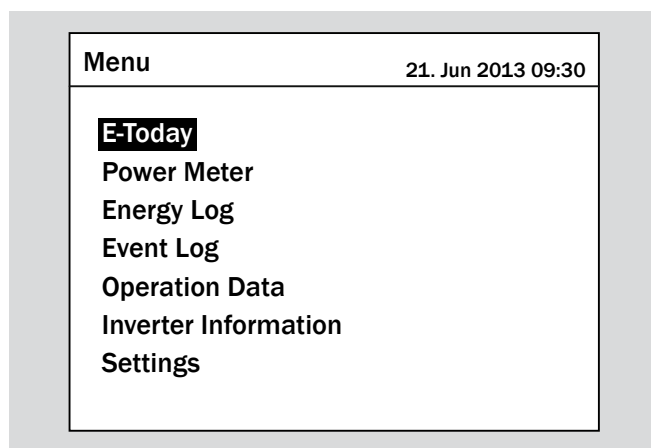 Menu 21. Jun 2013 09:30
E-Today
Power Meter
Energy Log
Event Log
Operation Data
Inverter Information
Settings